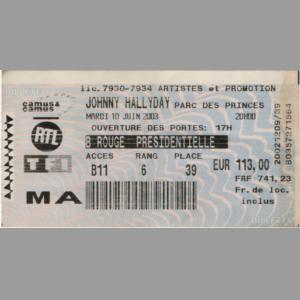 lic.7930-7934 ARTISTES et PROMOTION
camus&
camus
JOHNNY HALLYDAY PARC DES PRINCES
MARDI 10 JUIN 2003 20H00
OUVERTURE DES PORTES: 17H
RTL
B ROUGE PRESIDENTIELLE
TF1
ACCES RANG PLACE EUR 113,00
B11 6 39 FRF 741,23
MA Fr. de loc.
inclus